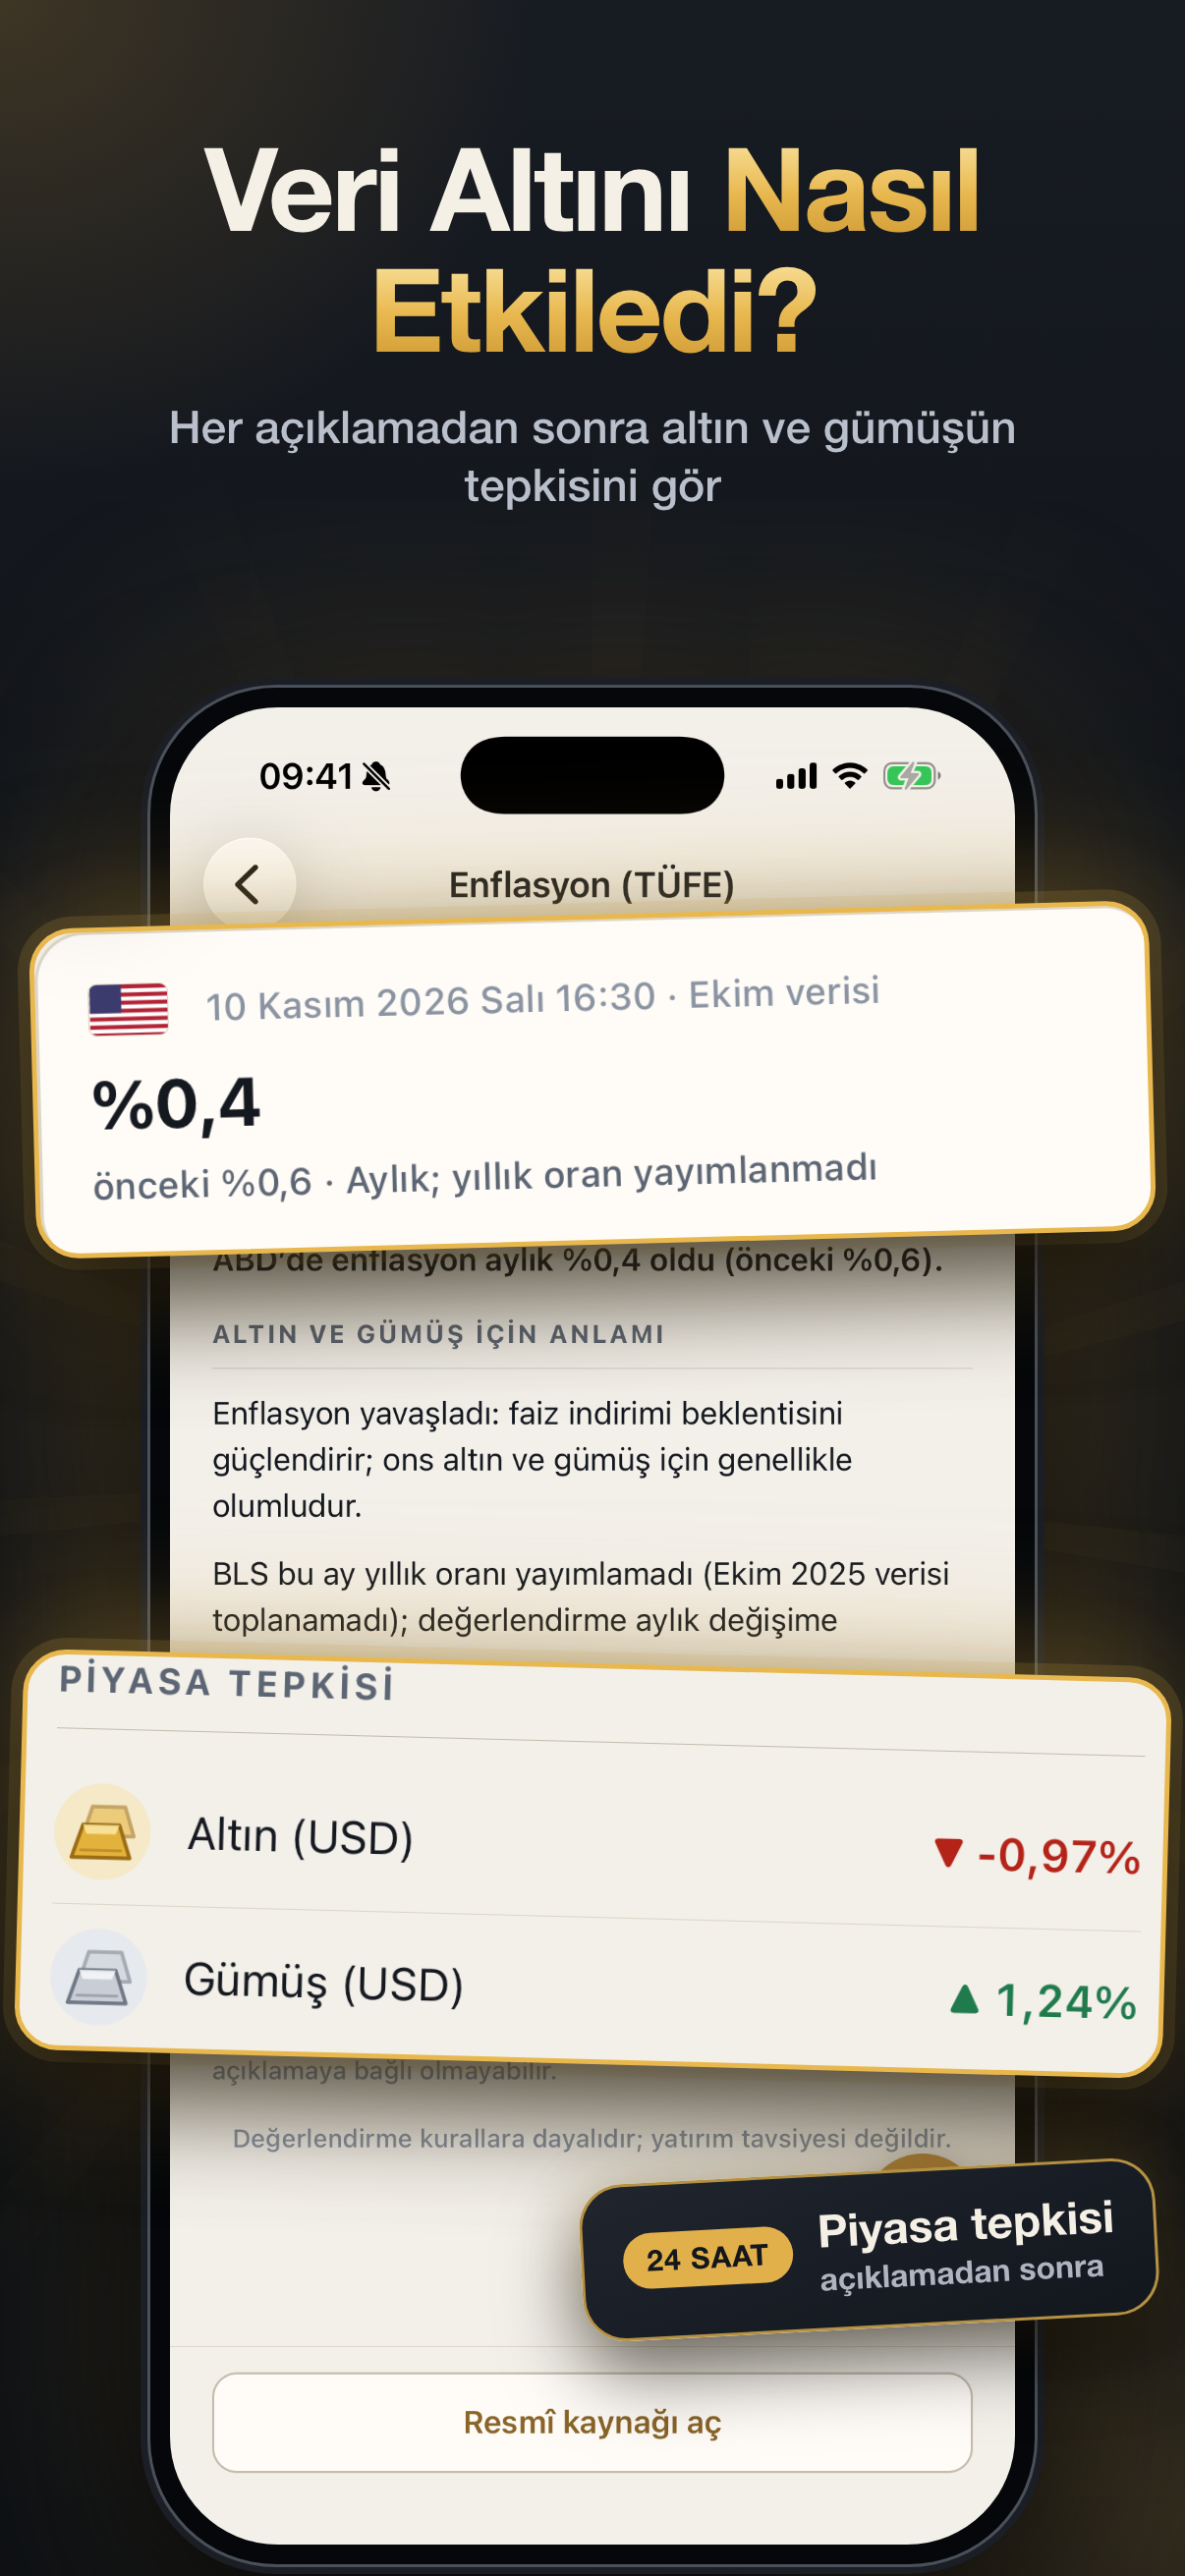 Veri Altını Nasıl
Etkiledi?
Her açıklamadan sonra altın ve gümüşün
tepkisini gör
09:41
Enflasyon (TÜFE)
10 Kasım 2026 Salı 16:30 · Ekim verisi
%0,4
önceki %0,6 · Aylık; yıllık oran yayımlanmadı
ABD'de enflasyon aylık %0,4 oldu (önceki %0,6).
ALTIN VE GÜMÜŞ İÇİN ANLAMI
Enflasyon yavaşladı: faiz indirimi beklentisini
güçlendirir; ons altın ve gümüş için genellikle
olumludur.
BLS bu ay yıllık oranı yayımlamadı (Ekim 2025 verisi
toplanamadı); değerlendirme aylık değişime
PİYASA TEPKİSİ
Altın (USD)
▼ -0,97%
Gümüş (USD)
▲ 1,24%
açıklamaya bağlı olmayabilir.
Değerlendirme kurallara dayalıdır; yatırım tavsiyesi değildir.
24 SAAT
Piyasa tepkisi
açıklamadan sonra
Resmî kaynağı aç